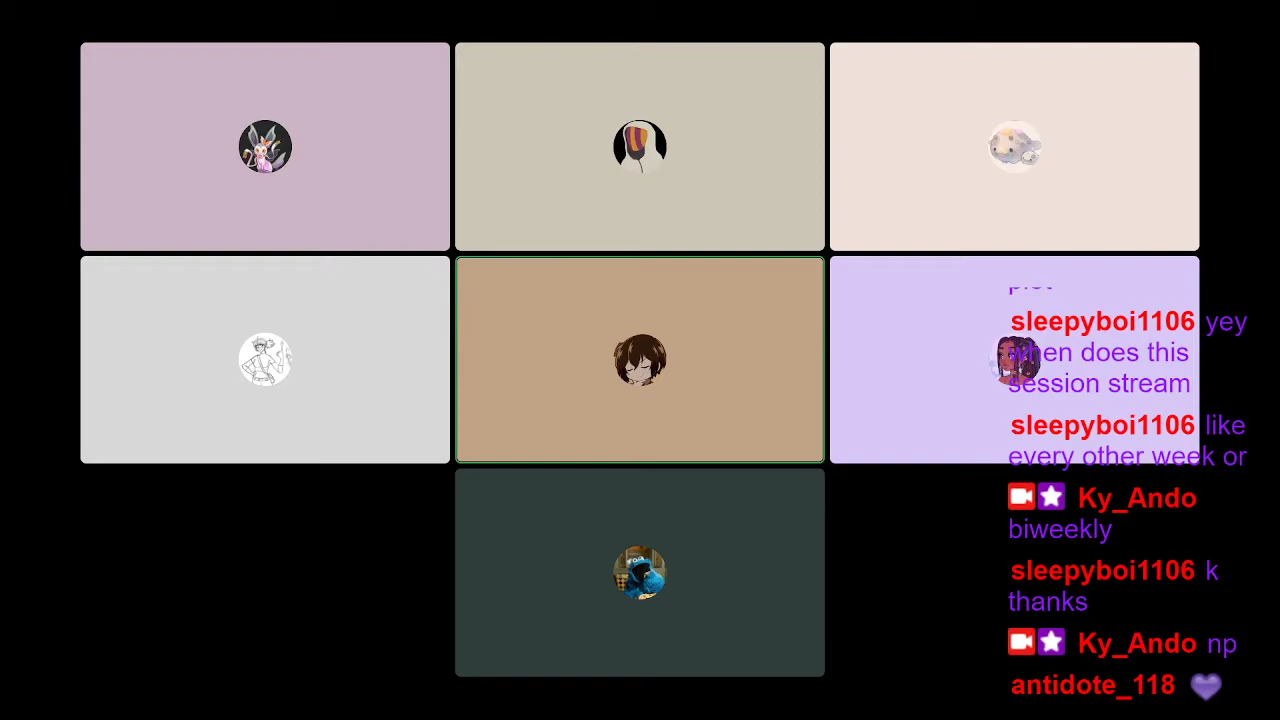 sleepyboi1106 yey
when does this
session stream
sleepyboi1106 like
every other week or
Ky_Ando
biweekly
sleepyboi1106 k
thanks
Ky_Ando np
antidote_118